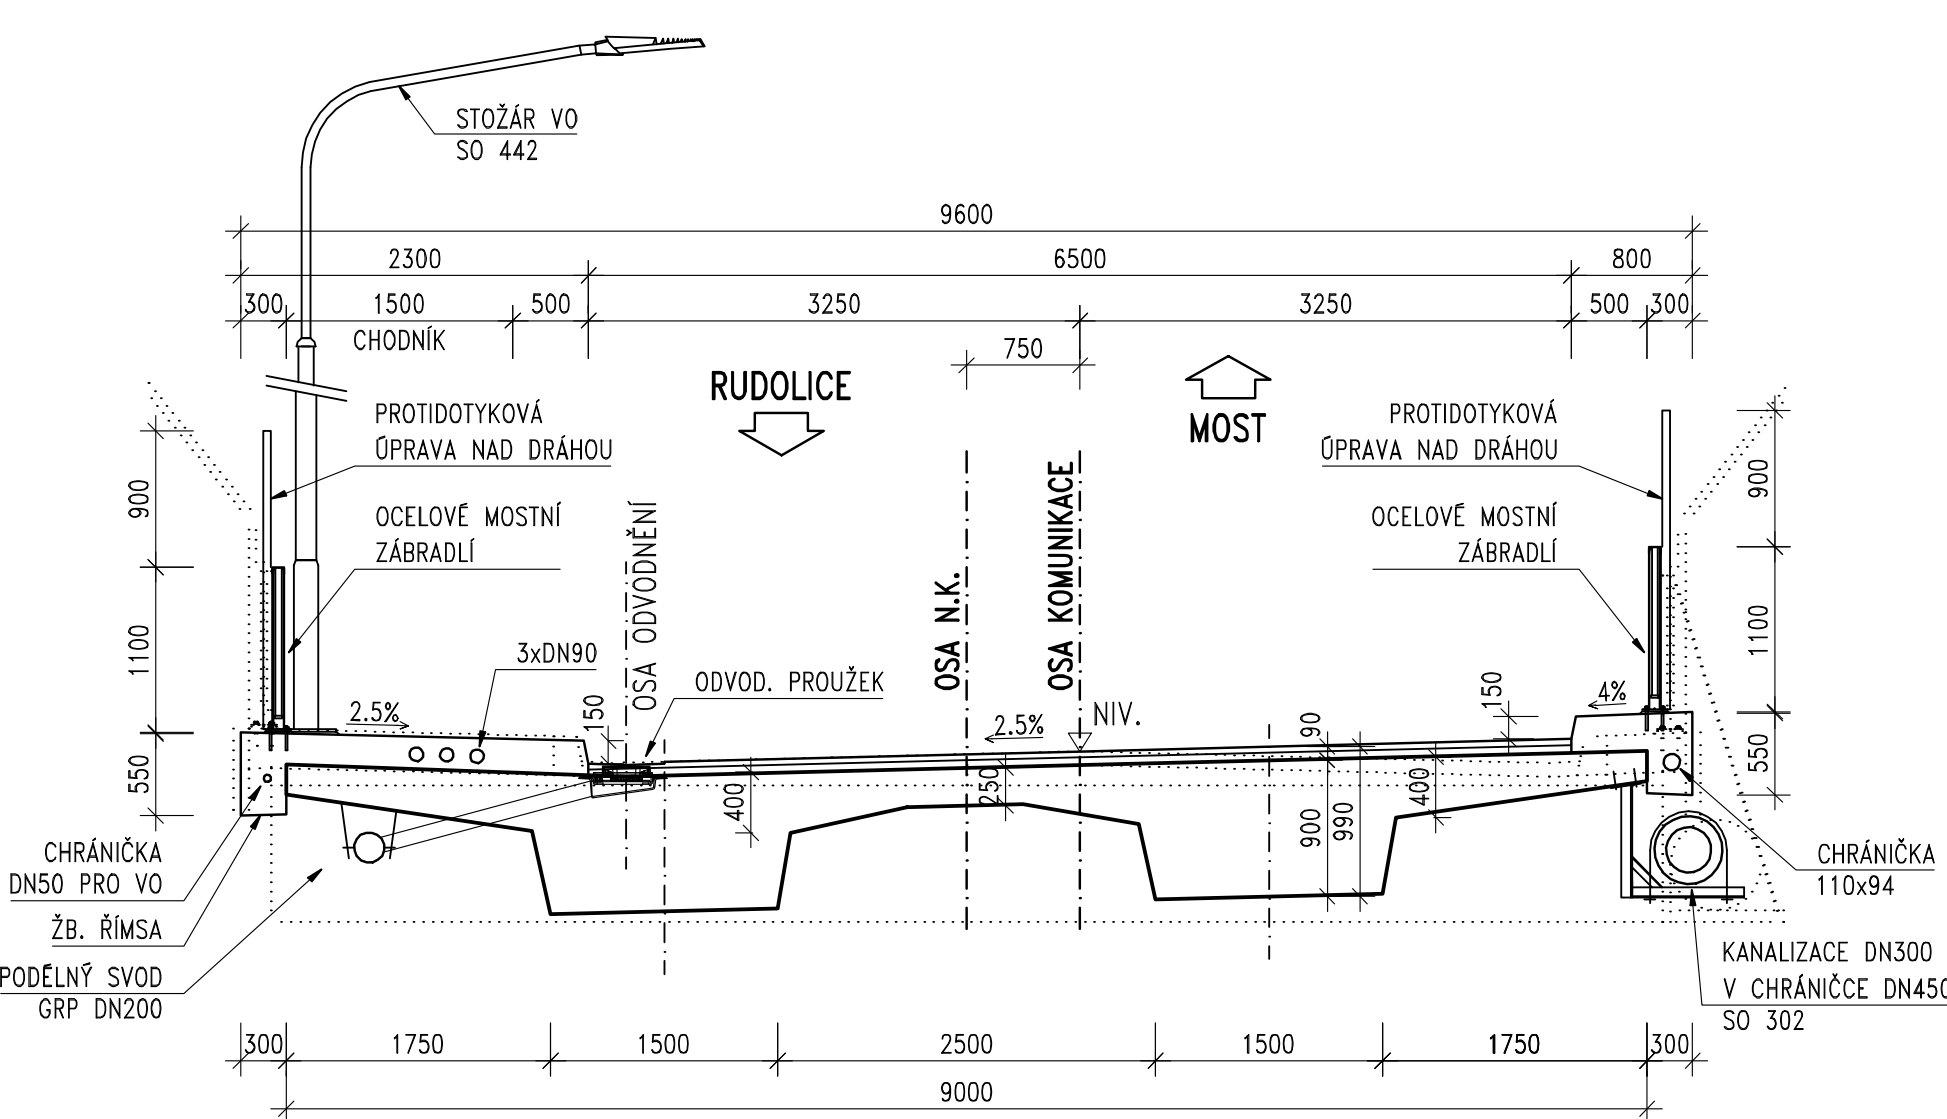 STOŽÁR VO
SO 442
9600
2300
6500
800
300
1500
500
3250
3250
500
300
CHODNÍK
750
RUDOLICE
MOST
PROTIDOTYKOVÁ
ÚPRAVA NAD DRÁHOU
PROTIDOTYKOVÁ
ÚPRAVA NAD DRÁHOU
900
900
OCELOVÉ MOSTNÍ
ZÁBRADLÍ
OCELOVÉ MOSTNÍ
ZÁBRADLÍ
OSA ODVODNĚNÍ
OSA N.K.
OSA KOMUNIKACE
1100
1100
3xDN90
ODVOD. PROUŽEK
2.5%
150
2.5%
NIV.
90
150
4%
550
400
250
900
990
400
550
CHRÁNIČKA
DN50 PRO VO
ŽB. ŘÍMSA
PODÉLNÝ SVOD
GRP DN200
CHRÁNIČKA
110x94
KANALIZACE DN300
V CHRÁNIČCE DN450
SO 302
300
1750
1500
2500
1500
1750
300
9000